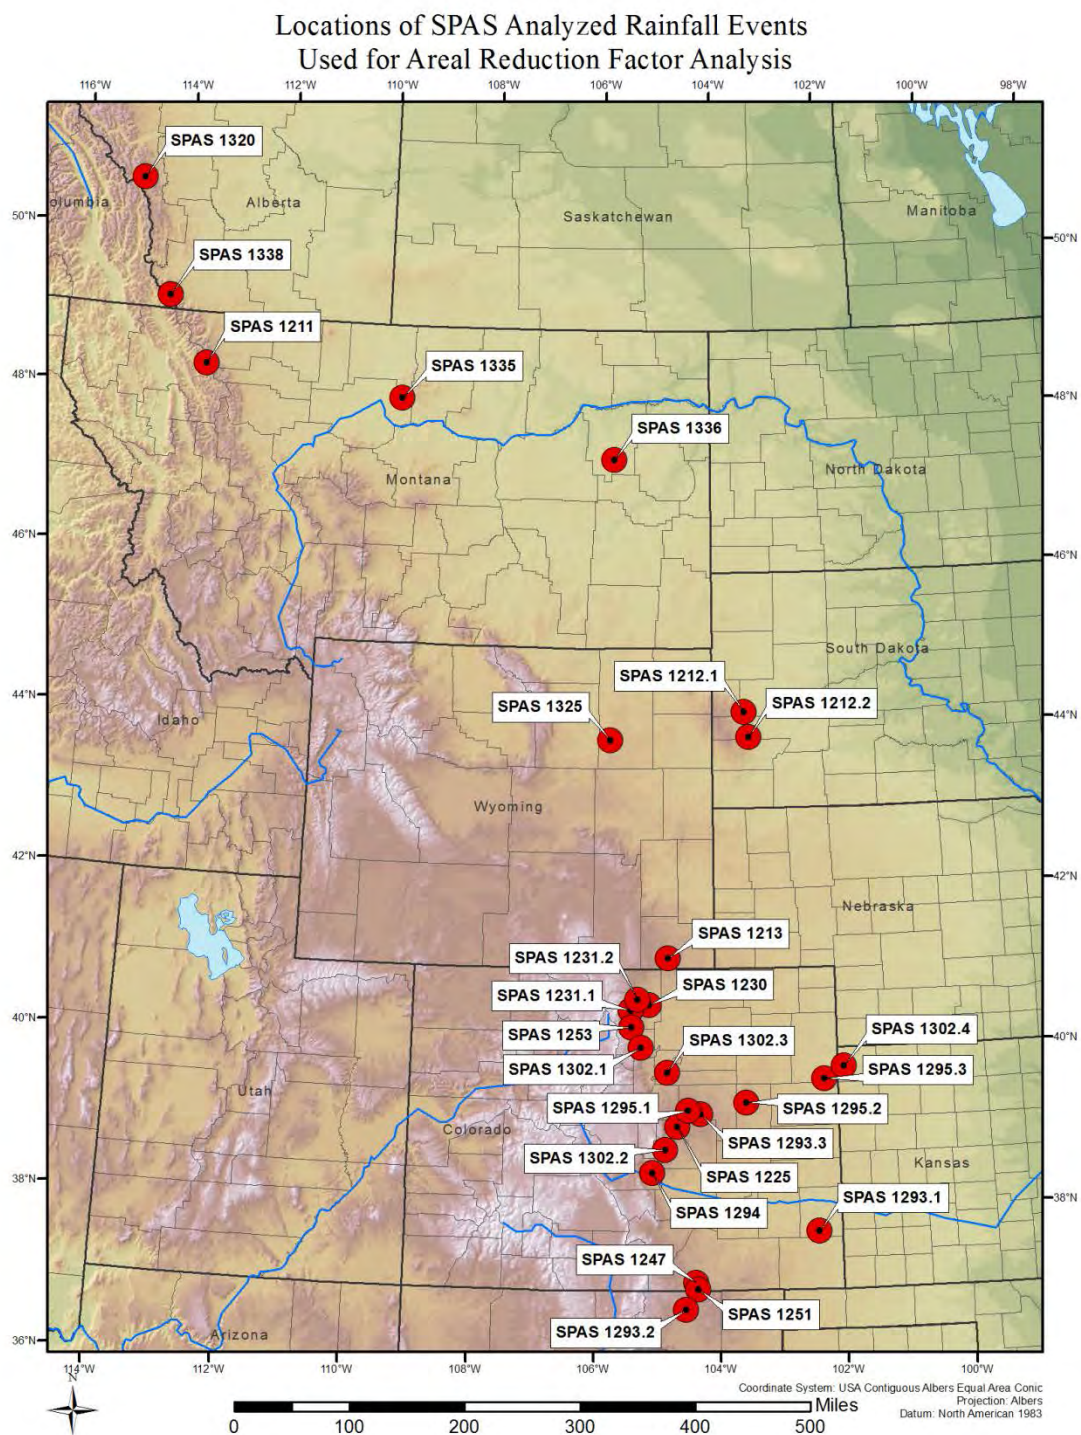 Locations of SPAS Analyzed Rainfall Events
Used for Areal Reduction Factor Analysis
116°W 114°W 112°W 110°W 108°W 106°W 104°W 102°W 100°W 98°W
SPAS 1320
olumbia
Alberta
Saskatchewan
Manitoba
50°N
50°N
SPAS 1338
SPAS 1211
SPAS 1335
48°N
48°N
SPAS 1336
Montana
North Dakota
46°N
46°N
South Dakota
SPAS 1212.1
SPAS 1212.2
44°N
44°N
SPAS 1325
Idaho
Wyoming
42°N
42°N
Nebraska
SPAS 1213
SPAS 1231.2
SPAS 1230
SPAS 1231.1
40°N
40°N
SPAS 1253
SPAS 1302.3
SPAS 1302.4
SPAS 1302.1
SPAS 1295.3
Utah
SPAS 1295.1
SPAS 1295.2
Colorado
SPAS 1293.3
SPAS 1302.2
Kansas
SPAS 1225
38°N
38°N
SPAS 1293.1
SPAS 1294
SPAS 1247
SPAS 1251
SPAS 1293.2
Arizona
36°N
36°N
114°W 112°W 110°W 108°W 106°W 104°W 102°W 100°W
N
Coordinate System: USA Contiguous Albers Equal Area Conic
Projection: Albers
Datum: North American 1983
Miles
0 50 100 200 300 400 500